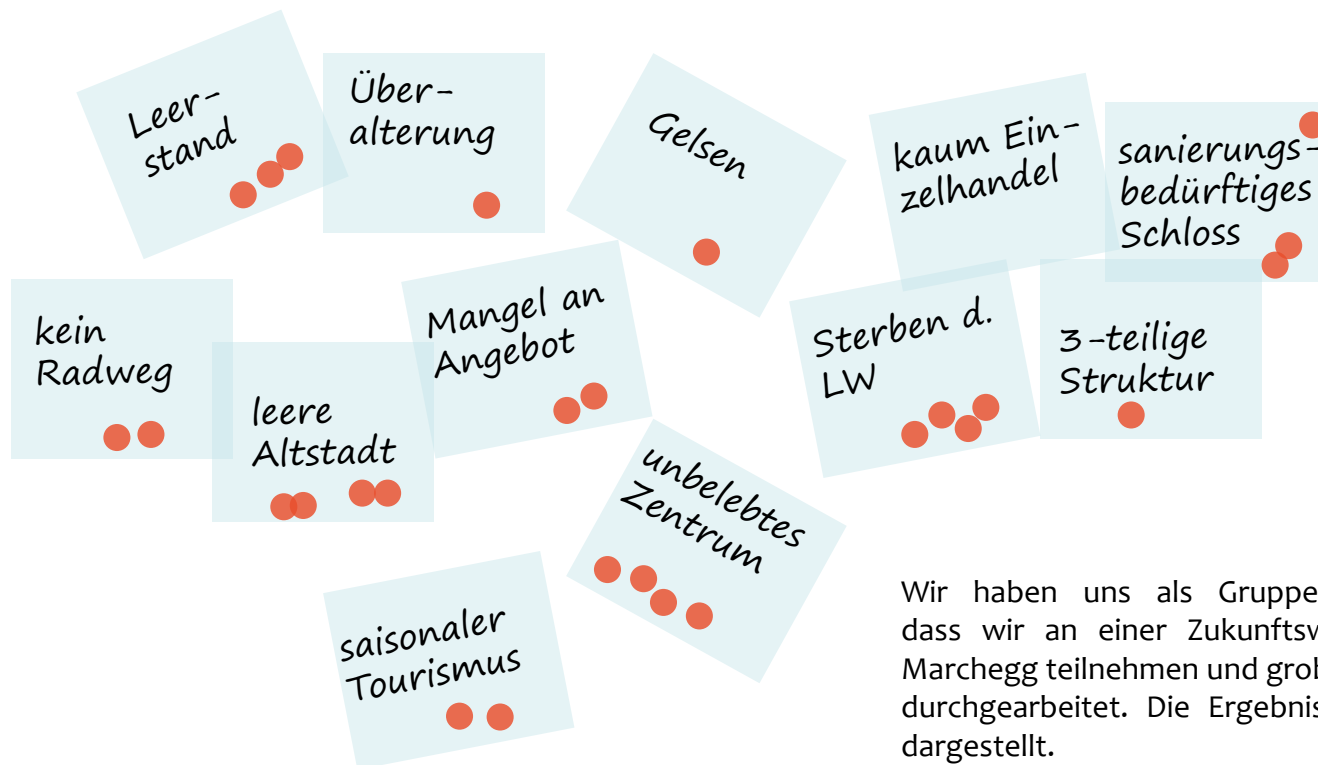 Leer-
stand
Über-
alterung
Gelsen
kaum Ein-
zelhandel
sanierungs-
bedürftiges
Schloss
kein
Radweg
leere
Altstadt
Mangel an
Angebot
Sterben d.
LW
3-teilige
Struktur
unbelebtes
Zentrum
saisonaler
Tourismus
Wir haben uns als Gruppe
dass wir an einer Zukunftsw
Marchegg teilnehmen und grob
durchgearbeitet. Die Ergebnis
dargestellt.